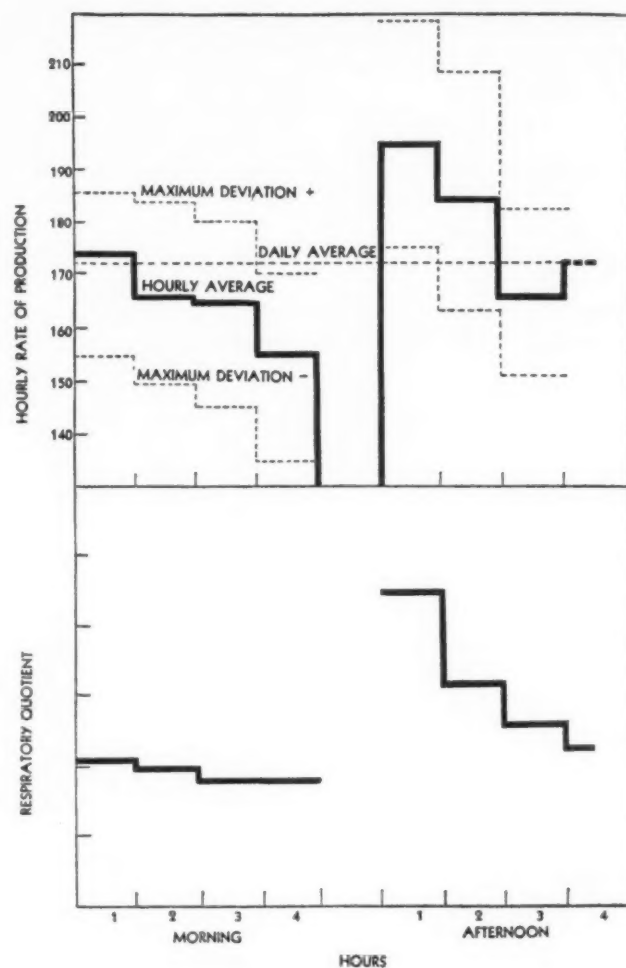 HOURLY RATE OF PRODUCTION
210
200
190
180
170
160
150
140
MAXIMUM DEVIATION +
DAILY AVERAGE
HOURLY AVERAGE
MAXIMUM DEVIATION -
RESPIRATORY QUOTIENT
1 2 3 4 1 2 3 4
MORNING AFTERNOON
HOURS